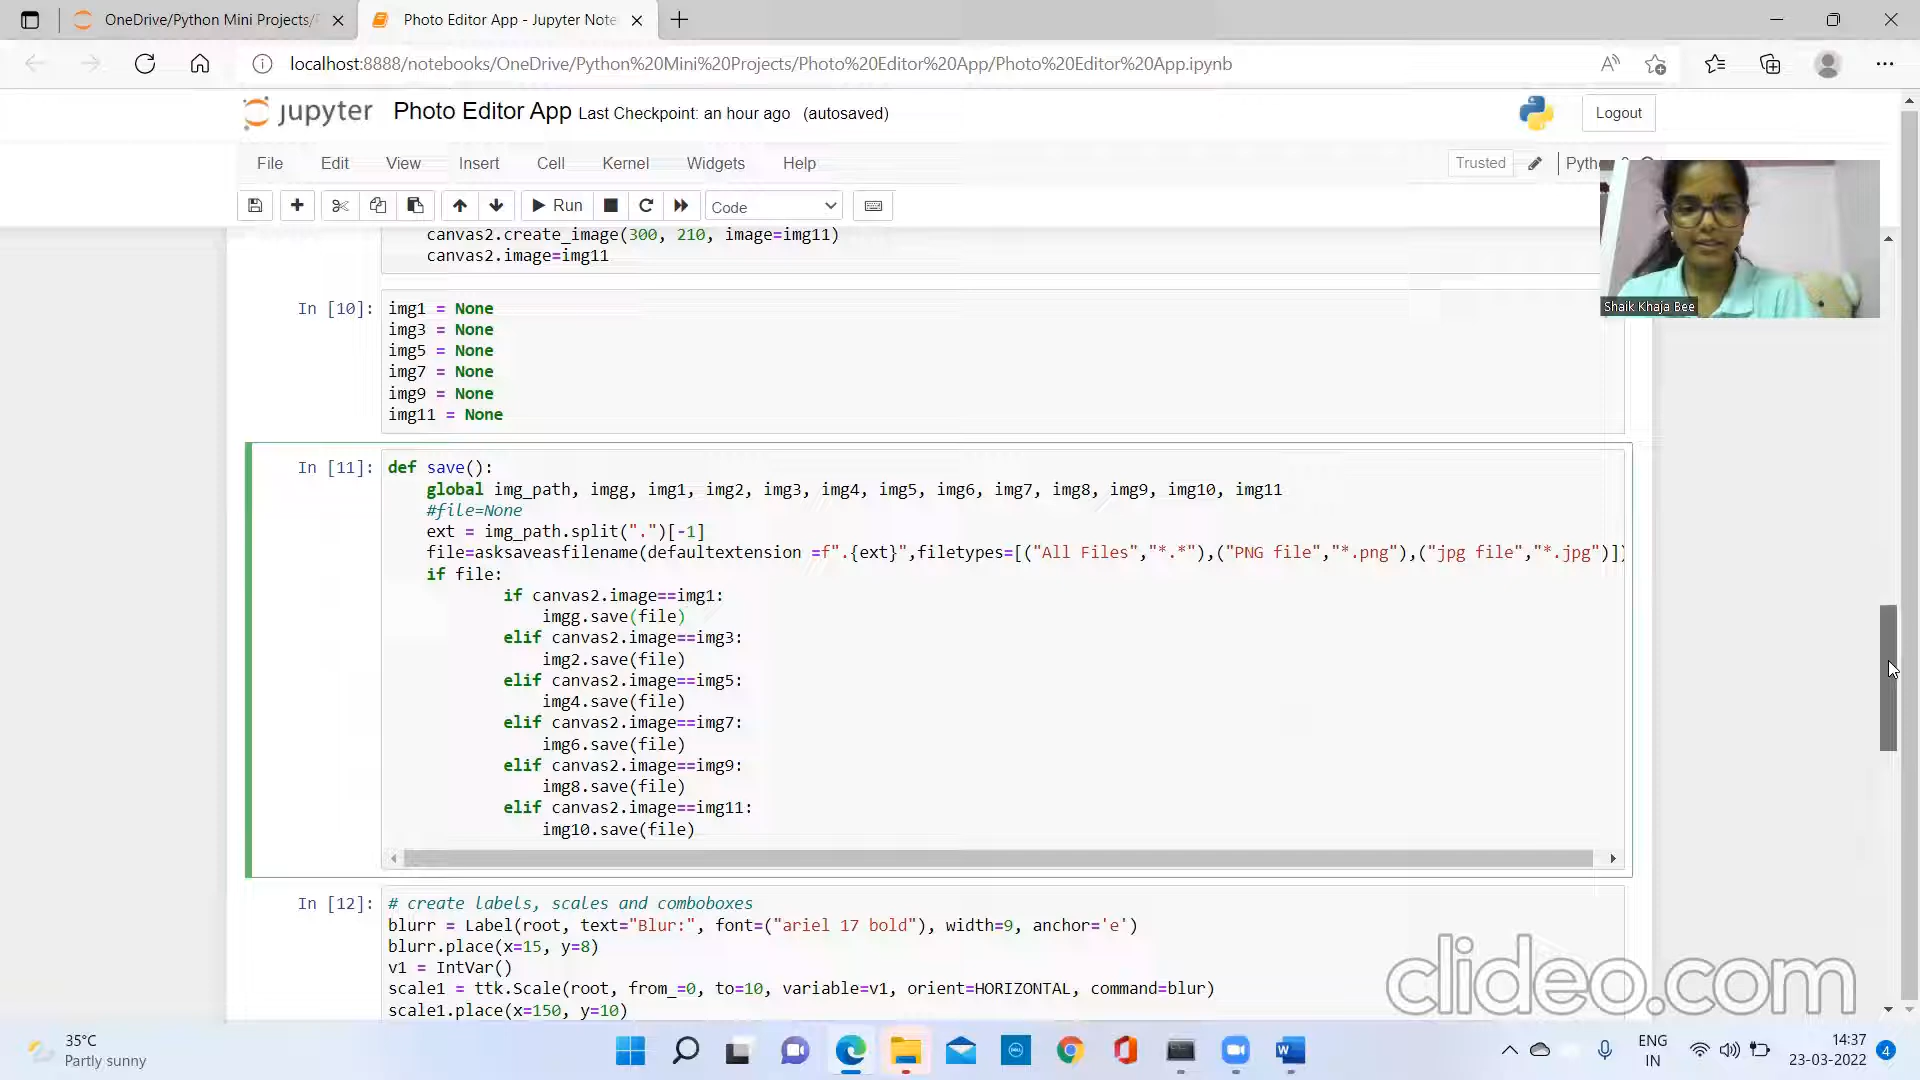 OneDrive/Python Mini Projects/
Photo Editor App - Jupyter Note
localhost:8888/notebooks/OneDrive/Python%20Mini%20Projects/Photo%20Editor%20App/Photo%20Editor%20App.ipynb
jupyter Photo Editor App Last Checkpoint: an hour ago (autosaved)
Logout
File Edit View Insert Cell Kernel Widgets Help
Trusted
Run
Code
Shaik Khaja Bee
canvas2.create_image(300, 210, image=img11)
canvas2.image=img11
In [10]:
img1 = None
img3 = None
img5 = None
img7 = None
img9 = None
img11 = None
In [11]:
def save():
global img_path, imgg, img1, img2, img3, img4, img5, img6, img7, img8, img9, img10, img11
#file=None
ext = img_path.split(".")[-1]
file=asksaveasfilename(defaultextension =f".{ext}",filetypes=[("All Files","*.*"),("PNG file","*.png"),("jpg file","*.jpg")])
if file:
if canvas2.image==img1:
imgg.save(file)
elif canvas2.image==img3:
img2.save(file)
elif canvas2.image==img5:
img4.save(file)
elif canvas2.image==img7:
img6.save(file)
elif canvas2.image==img9:
img8.save(file)
elif canvas2.image==img11:
img10.save(file)
In [12]:
# create labels, scales and comboboxes
blurr = Label(root, text="Blur:", font=("ariel 17 bold"), width=9, anchor='e')
blurr.place(x=15, y=8)
v1 = IntVar()
scale1 = ttk.Scale(root, from_=0, to=10, variable=v1, orient=HORIZONTAL, command=blur)
scale1.place(x=150, y=10)
clideo.com
35°C
Partly sunny
ENG
IN
14:37
23-03-2022
4